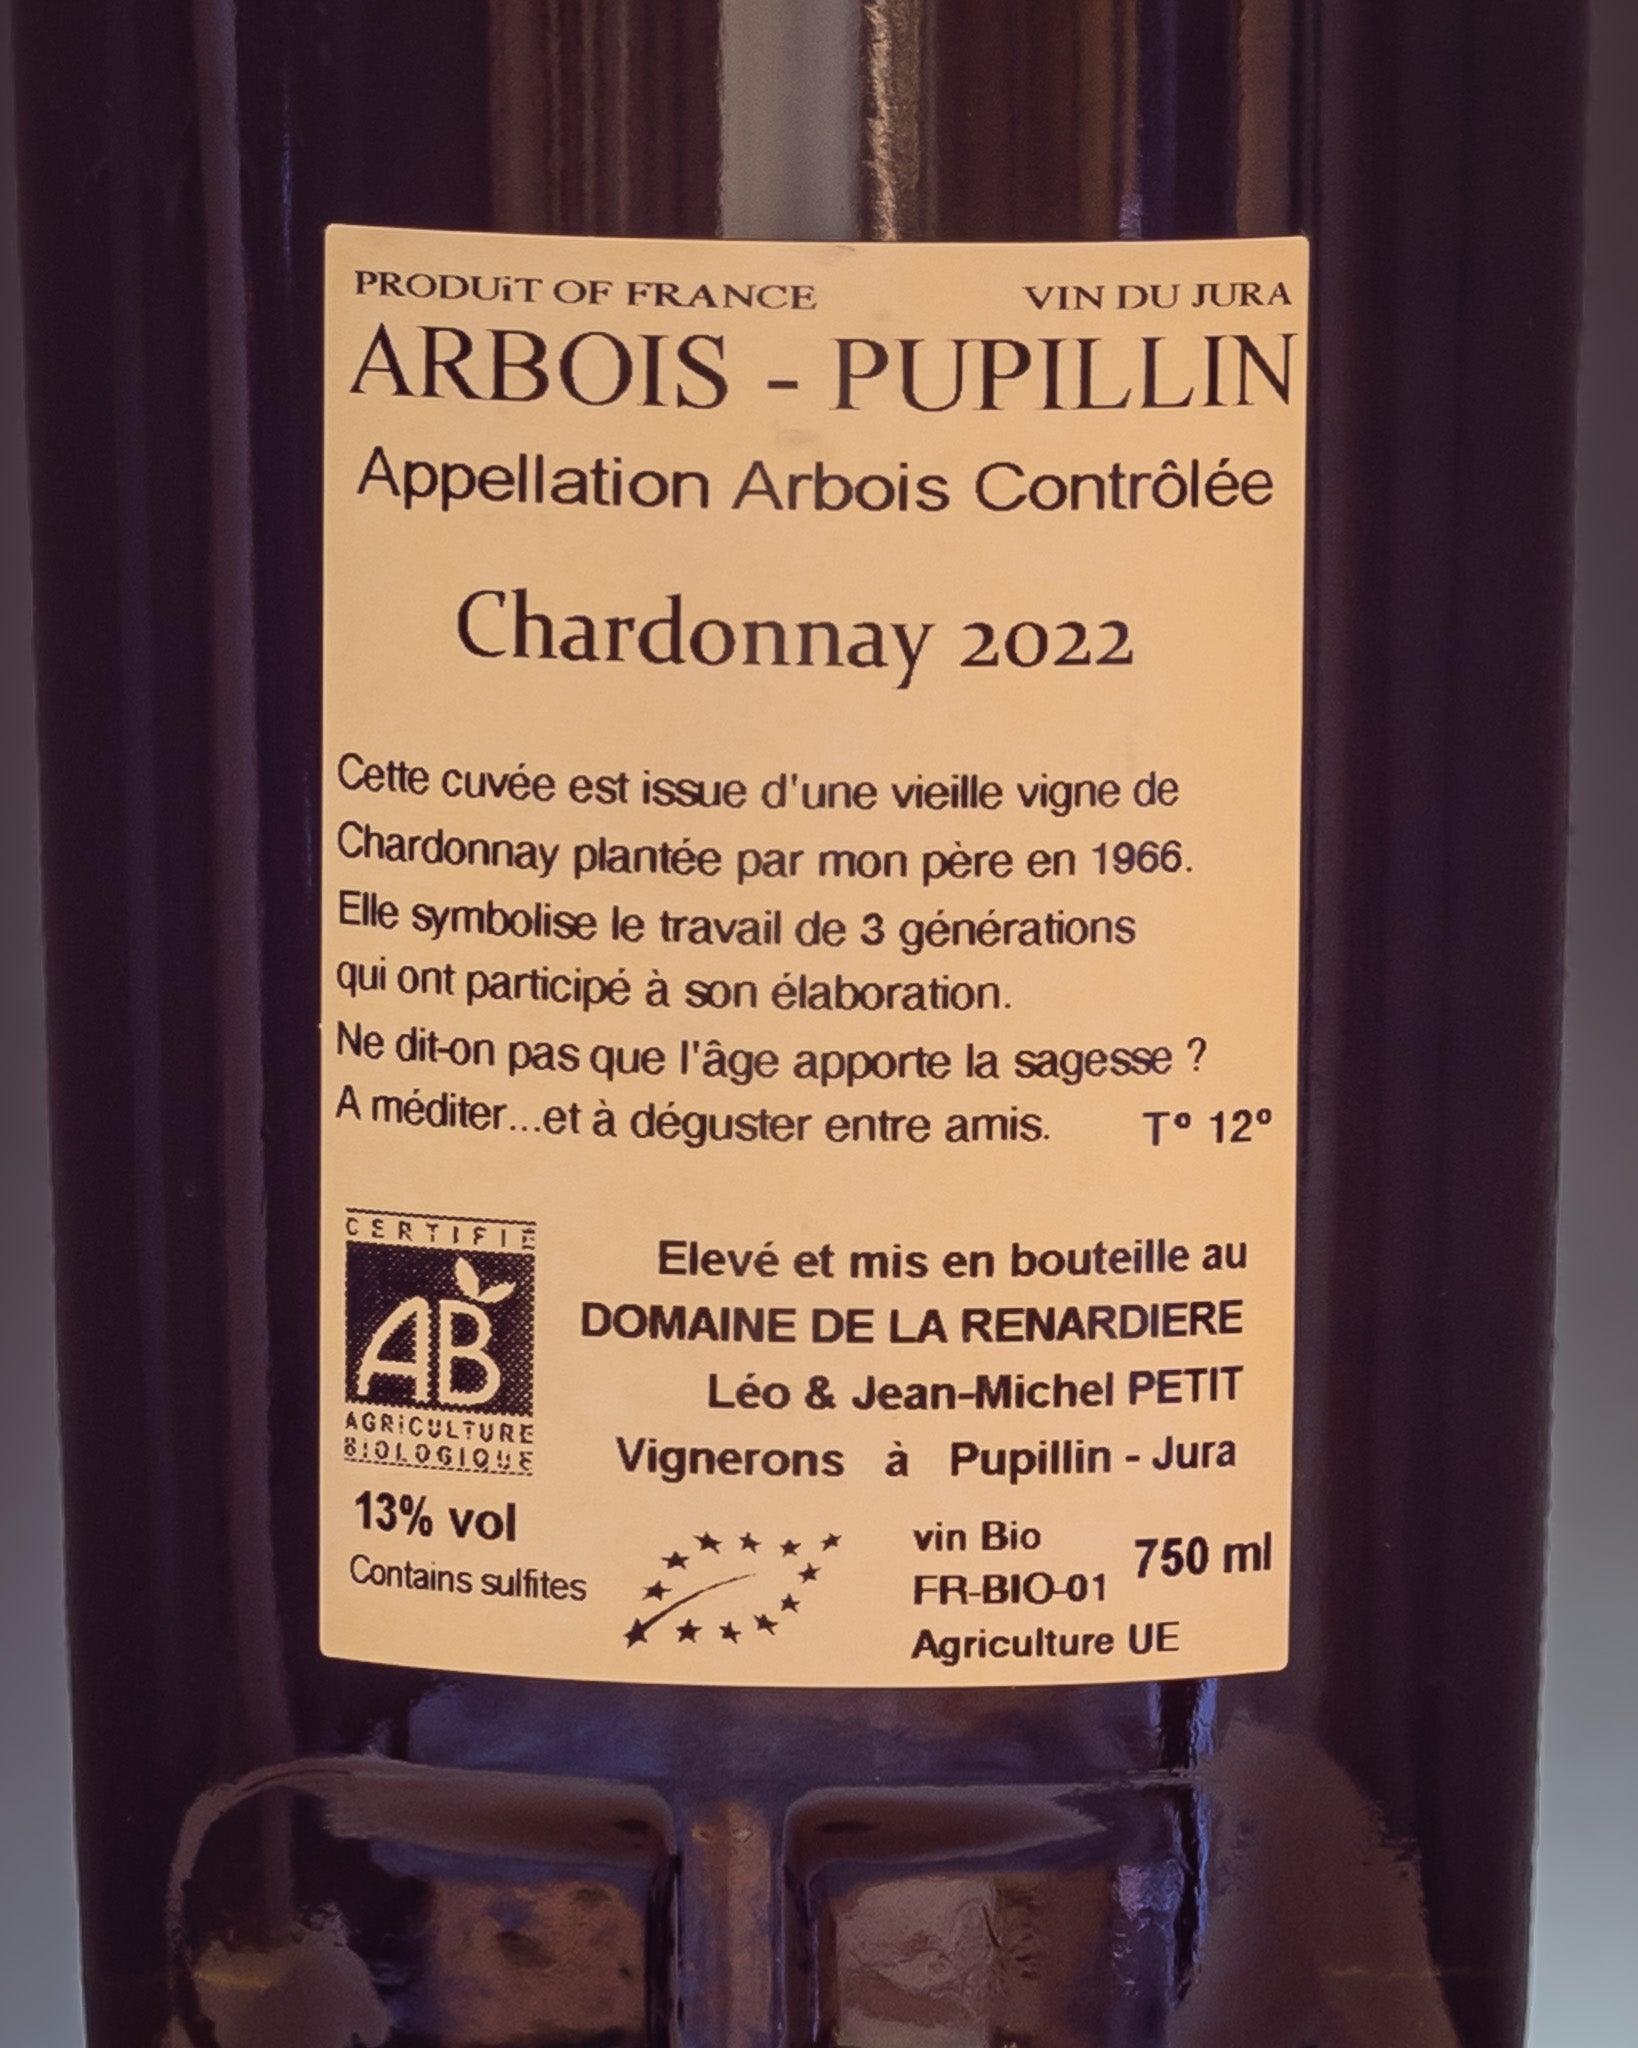 PRODUiT OF FRANCE VIN DU JURA
ARBOIS - PUPILLIN
Appellation Arbois Contrôlée
Chardonnay 2022
Cette cuvée est issue d'une vieille vigne de
Chardonnay plantée par mon père en 1966.
Elle symbolise le travail de 3 générations
qui ont participé à son élaboration.
Ne dit-on pas que l'âge apporte la sagesse ?
A méditer...et à déguster entre amis. T° 12°
CERTIFIÉ
AB
AGRiCULTURE
BIOLOGIQUE
Elevé et mis en bouteille au
DOMAINE DE LA RENARDIERE
Léo & Jean-Michel PETIT
Vignerons à Pupillin - Jura
13% vol
Contains sulfites
vin Bio
FR-BIO-01
Agriculture UE
750 ml